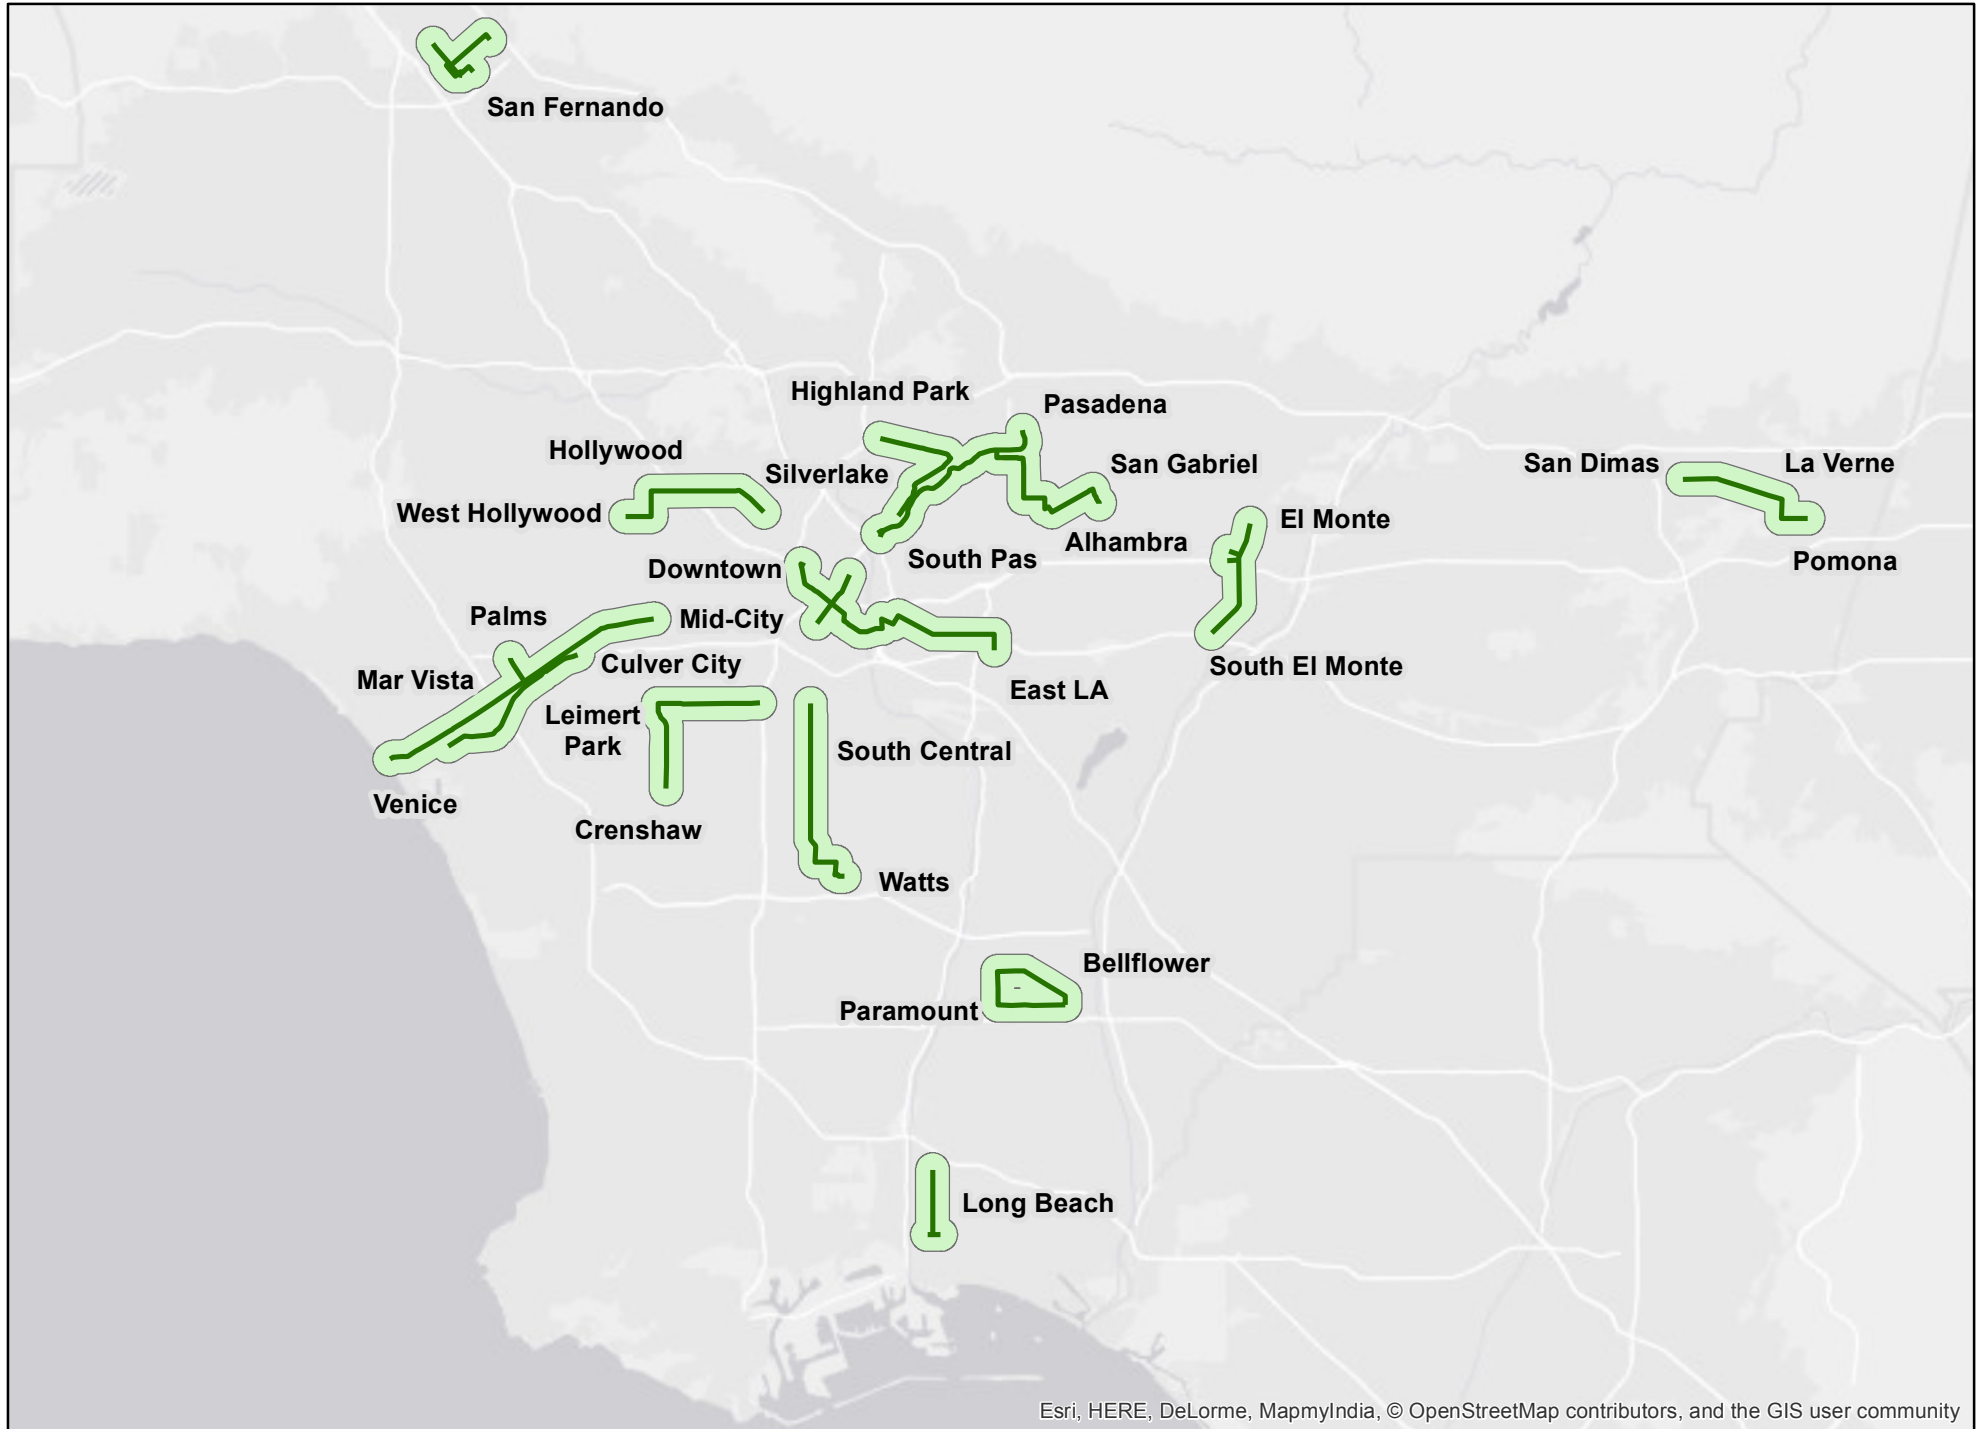 San Fernando
Highland Park
Pasadena
Hollywood
Silverlake
San Gabriel
San Dimas
La Verne
West Hollywood
El Monte
Alhambra
South Pas
Pomona
Downtown
Palms
Mid-City
Culver City
South El Monte
Mar Vista
East LA
Leimert
Park
South Central
Venice
Crenshaw
Watts
Bellflower
Paramount
Long Beach
Esri, HERE, DeLorme, MapmyIndia, © OpenStreetMap contributors, and the GIS user community